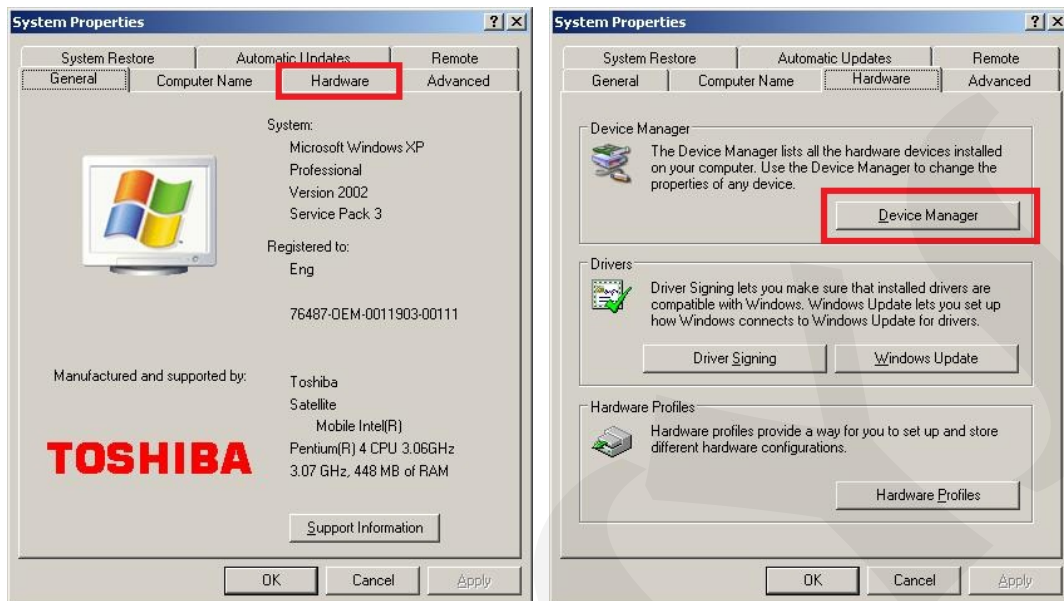 System Properties
System Restore Automatic Updates Remote
General Computer Name Hardware Advanced
System:
Microsoft Windows XP
Professional
Version 2002
Service Pack 3
Registered to:
Eng
76487-OEM-0011903-00111
Manufactured and supported by:
Toshiba
Satellite
Mobile Intel(R)
Pentium(R) 4 CPU 3.06GHz
3.07 GHz, 448 MB of RAM
TOSHIBA
Support Information
OK Cancel Apply
System Properties
System Restore Automatic Updates Remote
General Computer Name Hardware Advanced
Device Manager
The Device Manager lists all the hardware devices installed
on your computer. Use the Device Manager to change the
properties of any device.
Device Manager
Drivers
Driver Signing lets you make sure that installed drivers are
compatible with Windows. Windows Update lets you set up
how Windows connects to Windows Update for drivers.
Driver Signing Windows Update
Hardware Profiles
Hardware profiles provide a way for you to set up and store
different hardware configurations.
Hardware Profiles
OK Cancel Apply